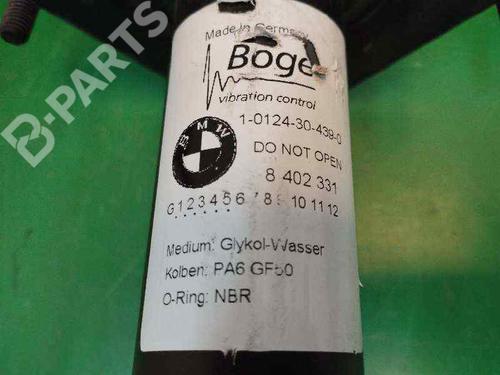 Made in Germany
Boge
vibration control
BMW
1-0124-30-439-0
DO NOT OPEN
8 402 331
G 1 2 3 4 5 6 7 8 9 10 11 12
Medium: Glykol-Wasser
Kolben: PA6 GF50
O-Ring: NBR
B-PARTS
B-PARTS